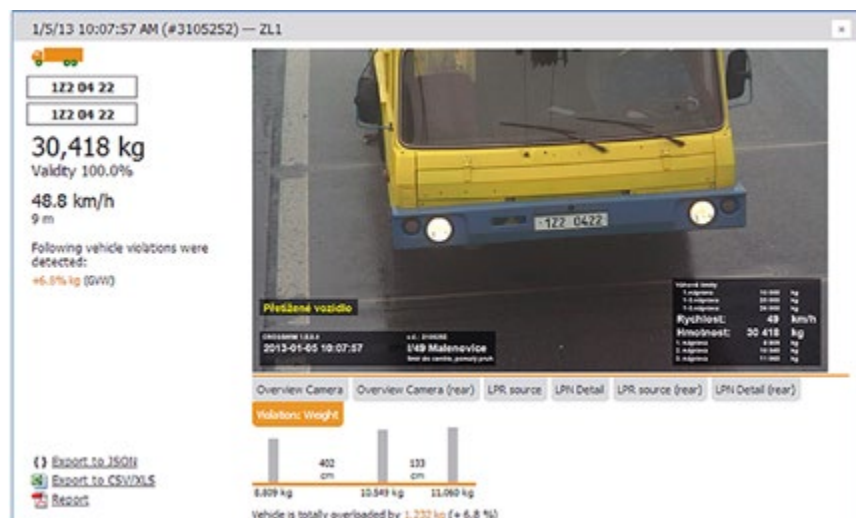 1/5/13 10:07:57 AM (#3105252) — ZL1
1Z2 04 22
1Z2 04 22
30,418 kg
Validity 100.0%
48.8 km/h
9 m
Following vehicle violations were
detected:
+6.8% kg (GVW)
1Z2 0422
Přetížené vozidlo
2013-01-05 10:07:57
I/49 Malenovice
Rychlost: 49 km/h
Hmotnost: 30 418 kg
Overview Camera
Overview Camera (rear)
LPR source
LPN Detail
LPR source (rear)
LPN Detail (rear)
Violation: Weight
402 cm
133 cm
8,809 kg
10,549 kg
11,060 kg
Vehicle is totally overloaded by 1,232 kg (+ 6.8 %)
{} Export to JSON
Export to CSV/XLS
Report